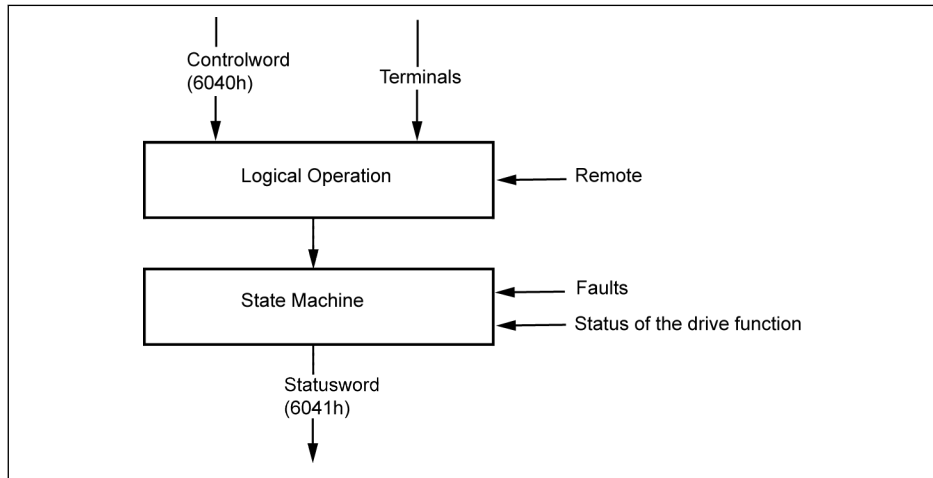 Controlword
(6040h)
Terminals
Logical Operation
Remote
State Machine
Faults
Status of the drive function
Statusword
(6041h)